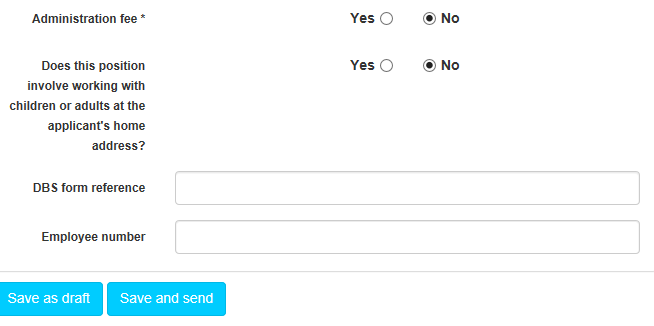 Administration fee * Yes No
Does this position Yes No
involve working with
children or adults at the
applicant's home
address?
DBS form reference
Employee number
Save as draft Save and send